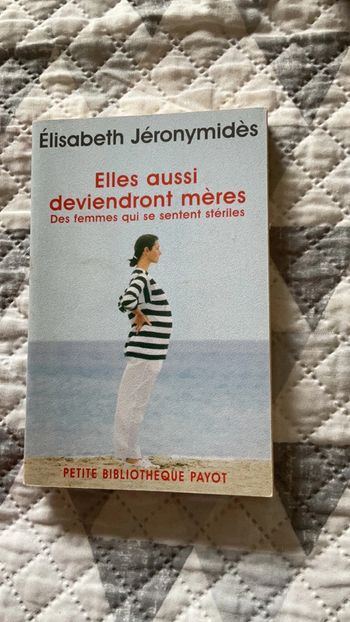 Élisabeth Jéronymidès
Elles aussi
deviendront mères
Des femmes qui se sentent stériles
PETITE BIBLIOTHÈQUE PAYOT